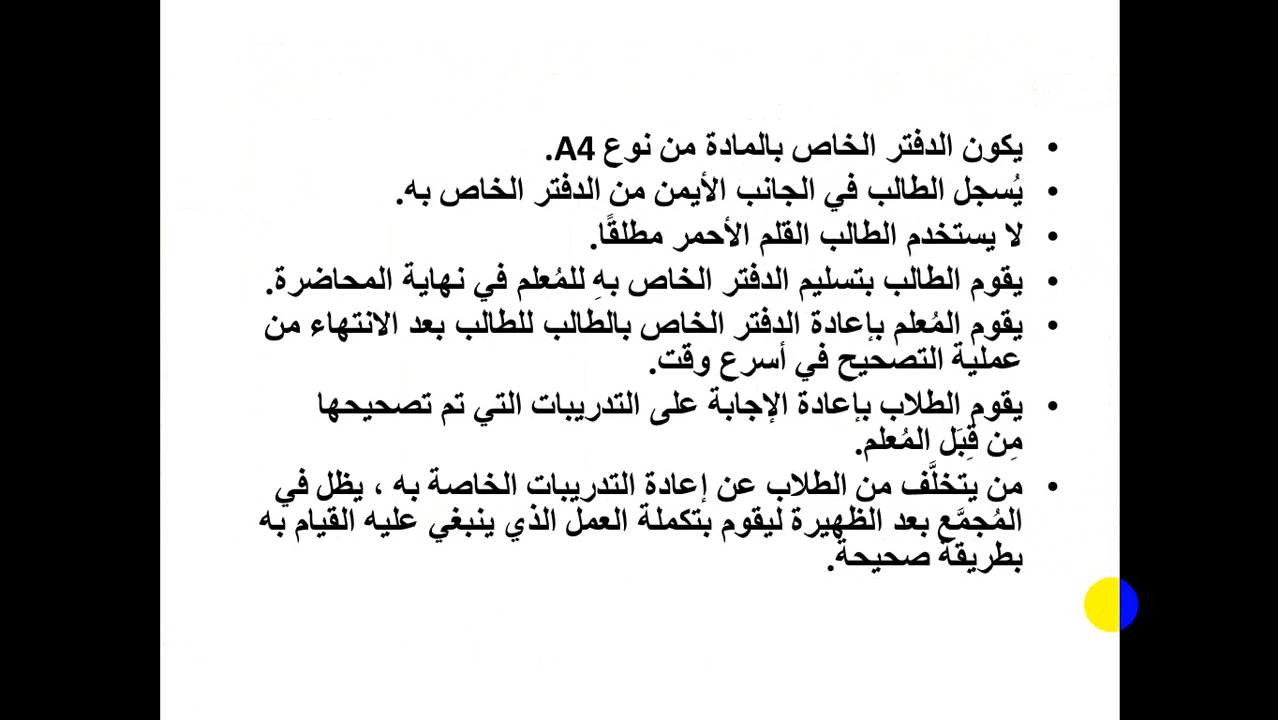 • يكون الدفتر الخاص بالمادة من نوع A4.
• يُسجل الطالب في الجانب الأيمن من الدفتر الخاص به.
• لا يستخدم الطالب القلم الأحمر مطلقًا.
• يقوم الطالب بتسليم الدفتر الخاص بهِ للمُعلم في نهاية المحاضرة.
• يقوم المُعلم بإعادة الدفتر الخاص بالطالب للطالب بعد الانتهاء من
عملية التصحيح في أسرع وقت.
• يقوم الطلاب بإعادة الإجابة على التدريبات التي تم تصحيحها
مِن قِبَل المُعلم.
• من يتخلَّف من الطلاب عن إعادة التدريبات الخاصة به ، يظل في
المُجمَّع بعد الظهيرة ليقوم بتكملة العمل الذي ينبغي عليه القيام به
بطريقة صحيحة.